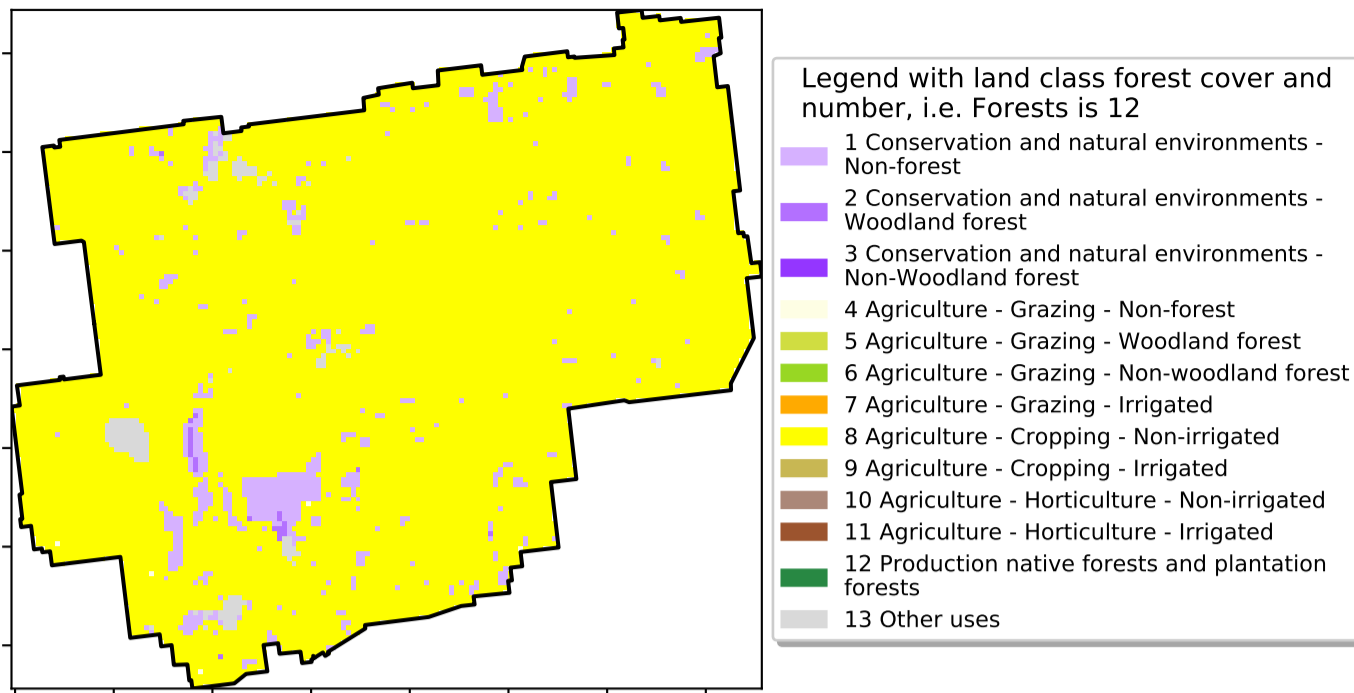 Legend with land class forest cover and
number, i.e. Forests is 12
1 Conservation and natural environments -
Non-forest
2 Conservation and natural environments -
Woodland forest
3 Conservation and natural environments -
Non-Woodland forest
4 Agriculture - Grazing - Non-forest
5 Agriculture - Grazing - Woodland forest
6 Agriculture - Grazing - Non-woodland forest
7 Agriculture - Grazing - Irrigated
8 Agriculture - Cropping - Non-irrigated
9 Agriculture - Cropping - Irrigated
10 Agriculture - Horticulture - Non-irrigated
11 Agriculture - Horticulture - Irrigated
12 Production native forests and plantation
forests
13 Other uses